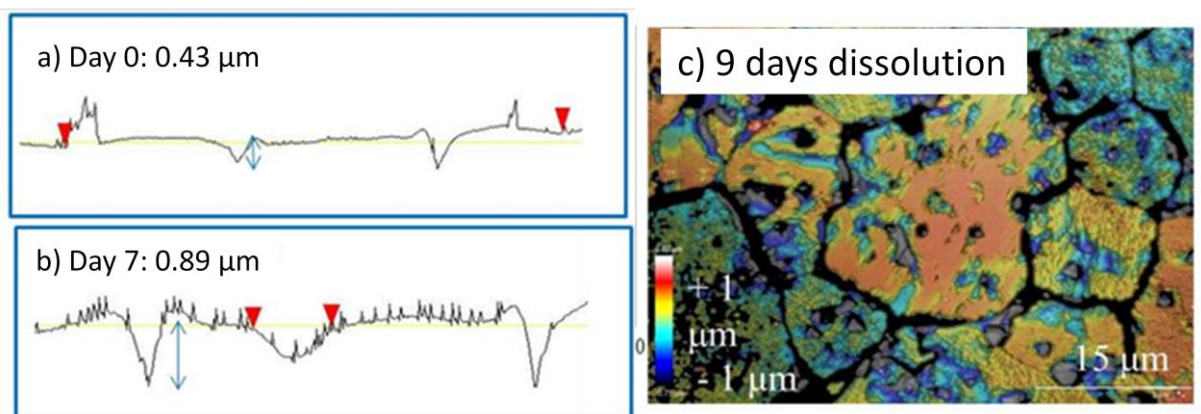 a) Day 0: 0.43 µm
b) Day 7: 0.89 µm
0
c) 9 days dissolution
+ 1
µm
- 1 µm
15 µm